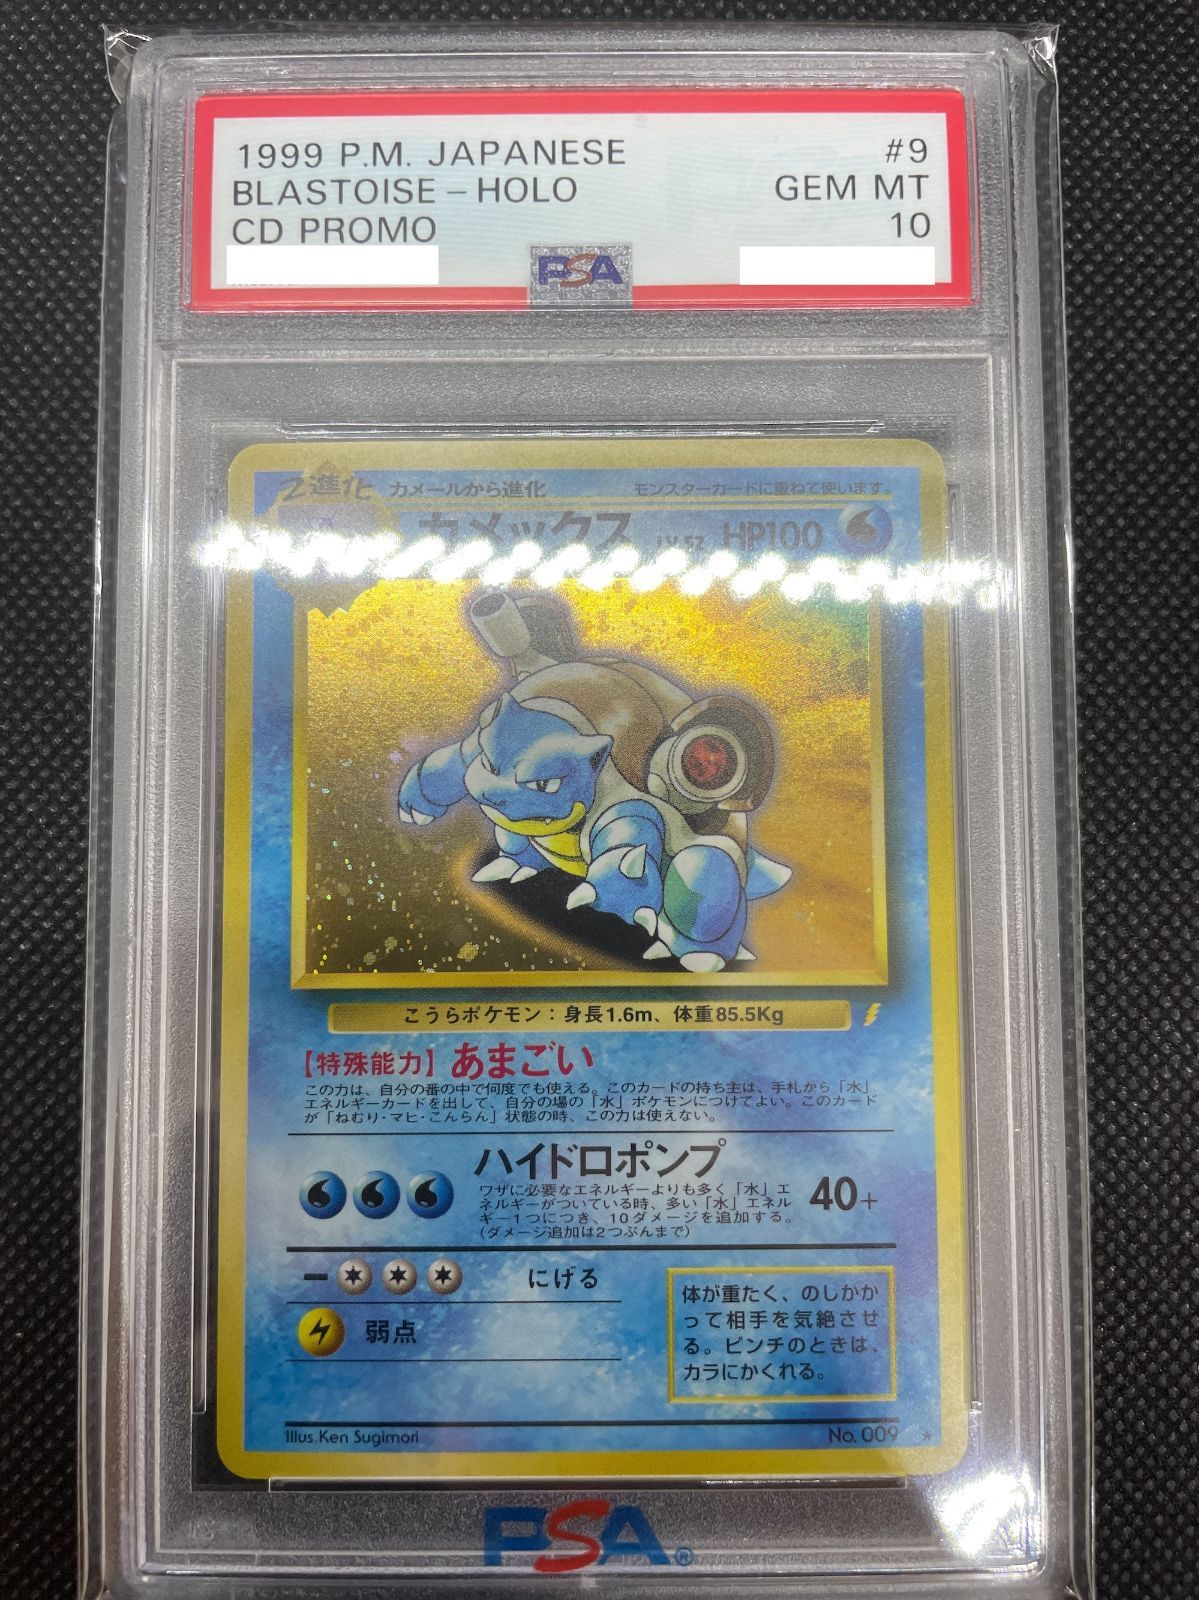 1999 P.M. JAPANESE #9
BLASTOISE - HOLO GEM MT
CD PROMO 10
PSA
2進化 カメールから進化 モンスターカードに重ねて使います。
カメックス LV.52 HP100
こうらポケモン：身長1.6m、体重85.5Kg
【特殊能力】あまごい
この力は、自分の番の中で何度でも使える。このカードの持ち主は、手札から「水」
エネルギーカードを出して、自分の場の「水」ポケモンにつけてよい。このカード
が「ねむり・マヒ・こんらん」状態の時、この力は使えない。
ハイドロポンプ
ワザに必要なエネルギーよりも多く「水」エ
ネルギーがついている時、多い「水」エネル
ギー1つにつき、10ダメージを追加する。
（ダメージ追加は2つぶんまで）
40+
にげる
弱点
体が重たく、のしかか
って相手を気絶させ
る。ピンチのときは、
カラにかくれる。
Illus. Ken Sugimori No. 009 ★
PSA®